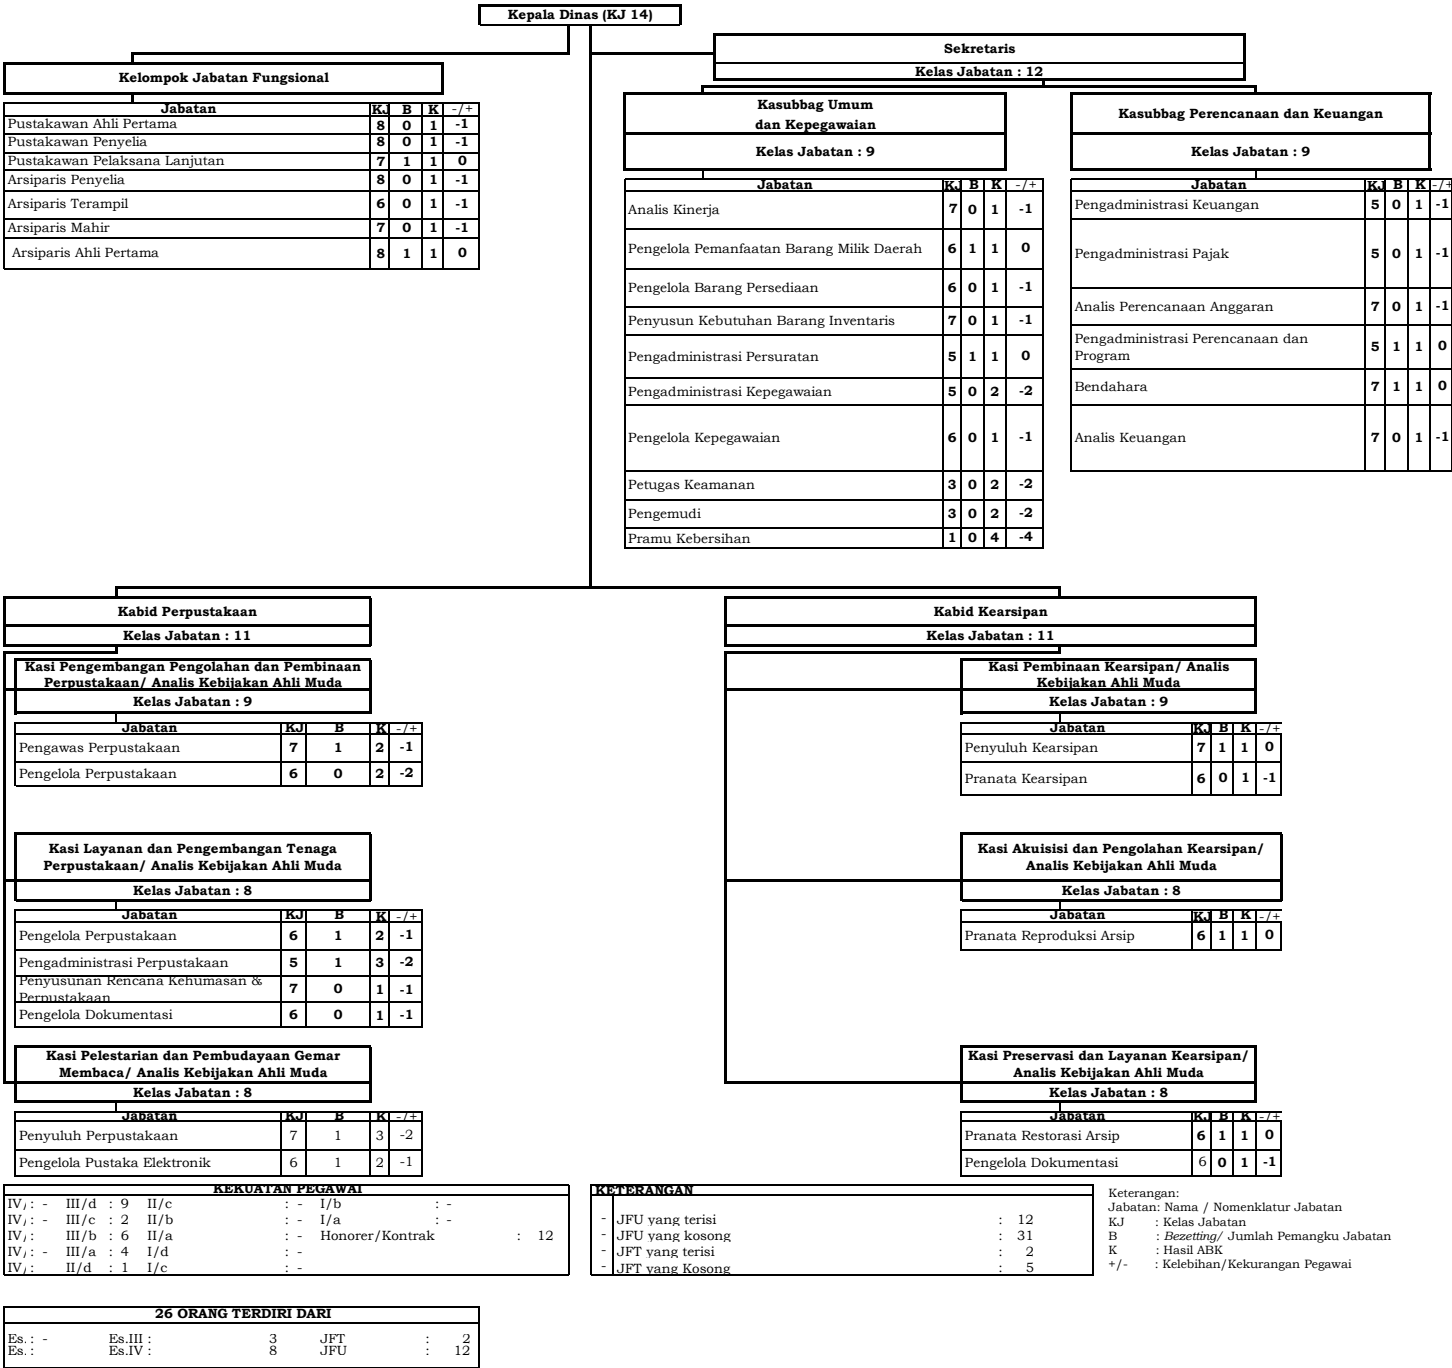 Kepala Dinas (KJ 14)
Sekretaris
Kelas Jabatan : 12
Kelompok Jabatan Fungsional
Jabatan KJ B K -/+
Pustakawan Ahli Pertama 8 0 1 -1
Pustakawan Penyelia 8 0 1 -1
Pustakawan Pelaksana Lanjutan 7 1 1 0
Arsiparis Penyelia 8 0 1 -1
Arsiparis Terampil 6 0 1 -1
Arsiparis Mahir 7 0 1 -1
Arsiparis Ahli Pertama 8 1 1 0
Kasubbag Umum
dan Kepegawaian
Kelas Jabatan : 9
Jabatan KJ B K -/+
Analis Kinerja 7 0 1 -1
Pengelola Pemanfaatan Barang Milik Daerah 6 1 1 0
Pengelola Barang Persediaan 6 0 1 -1
Penyusun Kebutuhan Barang Inventaris 7 0 1 -1
Pengadministrasi Persuratan 5 1 1 0
Pengadministrasi Kepegawaian 5 0 2 -2
Pengelola Kepegawaian 6 0 1 -1
Petugas Keamanan 3 0 2 -2
Pengemudi 3 0 2 -2
Pramu Kebersihan 1 0 4 -4
Kasubbag Perencanaan dan Keuangan
Kelas Jabatan : 9
Jabatan KJ B K -/+
Pengadministrasi Keuangan 5 0 1 -1
Pengadministrasi Pajak 5 0 1 -1
Analis Perencanaan Anggaran 7 0 1 -1
Pengadministrasi Perencanaan dan
Program 5 1 1 0
Bendahara 7 1 1 0
Analis Keuangan 7 0 1 -1
Kabid Perpustakaan
Kelas Jabatan : 11
Kasi Pengembangan Pengolahan dan Pembinaan
Perpustakaan/ Analis Kebijakan Ahli Muda
Kelas Jabatan : 9
Jabatan KJ B K -/+
Pengawas Perpustakaan 7 1 2 -1
Pengelola Perpustakaan 6 0 2 -2
Kasi Layanan dan Pengembangan Tenaga
Perpustakaan/ Analis Kebijakan Ahli Muda
Kelas Jabatan : 8
Jabatan KJ B K -/+
Pengelola Perpustakaan 6 1 2 -1
Pengadministrasi Perpustakaan 5 1 3 -2
Penyusunan Rencana Kehumasan &
Perpustakaan 7 0 1 -1
Pengelola Dokumentasi 6 0 1 -1
Kasi Pelestarian dan Pembudayaan Gemar
Membaca/ Analis Kebijakan Ahli Muda
Kelas Jabatan : 8
Jabatan KJ B K -/+
Penyuluh Perpustakaan 7 1 3 -2
Pengelola Pustaka Elektronik 6 1 2 -1
Kabid Kearsipan
Kelas Jabatan : 11
Kasi Pembinaan Kearsipan/ Analis
Kebijakan Ahli Muda
Kelas Jabatan : 9
Jabatan KJ B K -/+
Penyuluh Kearsipan 7 1 1 0
Pranata Kearsipan 6 0 1 -1
Kasi Akuisisi dan Pengolahan Kearsipan/
Analis Kebijakan Ahli Muda
Kelas Jabatan : 8
Jabatan KJ B K -/+
Pranata Reproduksi Arsip 6 1 1 0
Kasi Preservasi dan Layanan Kearsipan/
Analis Kebijakan Ahli Muda
Kelas Jabatan : 8
Jabatan KJ B K -/+
Pranata Restorasi Arsip 6 1 1 0
Pengelola Dokumentasi 6 0 1 -1
KEKUATAN PEGAWAI
IV/ : - III/d : 9 II/c : - I/b : -
IV/ : - III/c : 2 II/b : - I/a : -
IV/ : III/b : 6 II/a : - Honorer/Kontrak : 12
IV/ : - III/a : 4 I/d : -
IV/ : II/d : 1 I/c : -
KETERANGAN
- JFU yang terisi : 12
- JFU yang kosong : 31
- JFT yang terisi : 2
- JFT yang Kosong : 5
Keterangan:
Jabatan: Nama / Nomenklatur Jabatan
KJ : Kelas Jabatan
B : Bezetting/ Jumlah Pemangku Jabatan
K : Hasil ABK
+/- : Kelebihan/Kekurangan Pegawai
26 ORANG TERDIRI DARI
Es. : - Es.III : 3 JFT : 2
Es. : Es.IV : 8 JFU : 12